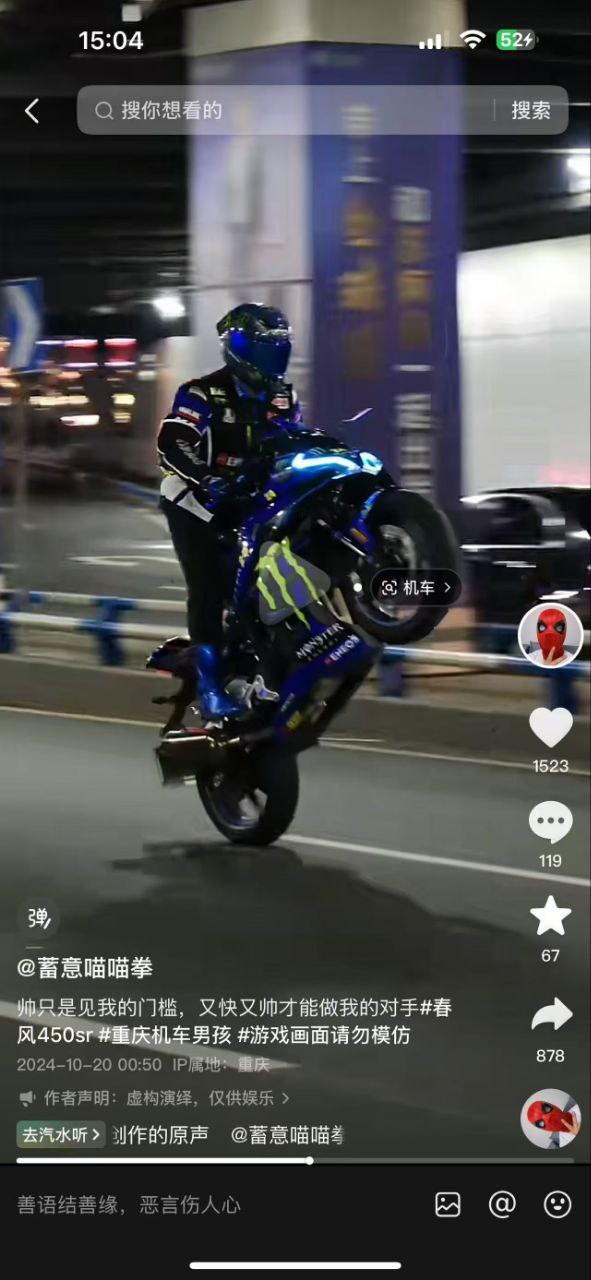 15:04
52
搜你想看的
搜索
机车
MONSTER
ENEOS
1523
119
67
弹
@蓄意喵喵拳
帅只是见我的门槛，又快又帅才能做我的对手#春
风450sr #重庆机车男孩 #游戏画面请勿模仿
878
2024-10-20 00:50 IP属地：重庆
作者声明：虚构演绎，仅供娱乐
去汽水听 创作的原声 @蓄意喵喵拳
善语结善缘，恶言伤人心